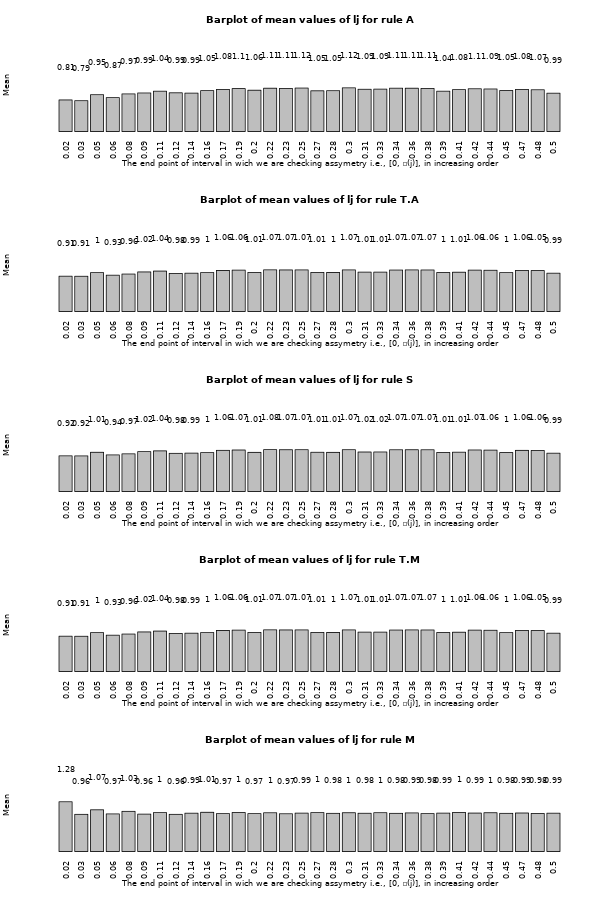 Barplot of mean values of lj for rule A
0.81 0.79 0.95 0.87 0.97 0.99 1.04 0.99 0.99 1.05 1.08 1.11 1.06 1.11 1.11 1.12 1.05 1.05 1.12 1.09 1.09 1.11 1.11 1.11 1.04 1.08 1.11 1.09 1.05 1.08 1.07 0.99
Mean
0.02 0.03 0.05 0.06 0.08 0.09 0.11 0.12 0.14 0.16 0.17 0.19 0.2 0.22 0.23 0.25 0.27 0.28 0.3 0.31 0.33 0.34 0.36 0.38 0.39 0.41 0.42 0.44 0.45 0.47 0.48 0.5
The end point of interval in wich we are checking assymetry i.e., [0, □(j)], in increasing order
Barplot of mean values of lj for rule T.A
0.91 0.91 1 0.93 0.96 1.02 1.04 0.98 0.99 1 1.06 1.06 1.01 1.07 1.07 1.07 1.01 1 1.07 1.01 1.01 1.07 1.07 1.07 1 1.01 1.06 1.06 1 1.06 1.05 0.99
Mean
0.02 0.03 0.05 0.06 0.08 0.09 0.11 0.12 0.14 0.16 0.17 0.19 0.2 0.22 0.23 0.25 0.27 0.28 0.3 0.31 0.33 0.34 0.36 0.38 0.39 0.41 0.42 0.44 0.45 0.47 0.48 0.5
The end point of interval in wich we are checking assymetry i.e., [0, □(j)], in increasing order
Barplot of mean values of lj for rule S
0.92 0.92 1.01 0.94 0.97 1.02 1.04 0.98 0.99 1 1.06 1.07 1.01 1.08 1.07 1.07 1.01 1.01 1.07 1.02 1.02 1.07 1.07 1.07 1.01 1.01 1.07 1.06 1 1.06 1.06 0.99
Mean
0.02 0.03 0.05 0.06 0.08 0.09 0.11 0.12 0.14 0.16 0.17 0.19 0.2 0.22 0.23 0.25 0.27 0.28 0.3 0.31 0.33 0.34 0.36 0.38 0.39 0.41 0.42 0.44 0.45 0.47 0.48 0.5
The end point of interval in wich we are checking assymetry i.e., [0, □(j)], in increasing order
Barplot of mean values of lj for rule T.M
0.91 0.91 1 0.93 0.96 1.02 1.04 0.98 0.98 1 1.06 1.06 1.01 1.07 1.07 1.07 1.01 1 1.07 1.01 1.01 1.07 1.07 1.07 1 1.01 1.06 1.06 1 1.06 1.05 0.99
Mean
0.02 0.03 0.05 0.06 0.08 0.09 0.11 0.12 0.14 0.16 0.17 0.19 0.2 0.22 0.23 0.25 0.27 0.28 0.3 0.31 0.33 0.34 0.36 0.38 0.39 0.41 0.42 0.44 0.45 0.47 0.48 0.5
The end point of interval in wich we are checking assymetry i.e., [0, □(j)], in increasing order
Barplot of mean values of lj for rule M
1.28 0.96 1.07 0.97 1.03 0.96 1 0.96 0.99 1.01 0.97 1 0.97 1 0.97 0.99 1 0.98 1 0.98 1 0.98 0.99 0.98 0.99 1 0.99 1 0.98 0.99 0.98 0.99
Mean
0.02 0.03 0.05 0.06 0.08 0.09 0.11 0.12 0.14 0.16 0.17 0.19 0.2 0.22 0.23 0.25 0.27 0.28 0.3 0.31 0.33 0.34 0.36 0.38 0.39 0.41 0.42 0.44 0.45 0.47 0.48 0.5
The end point of interval in wich we are checking assymetry i.e., [0, □(j)], in increasing order